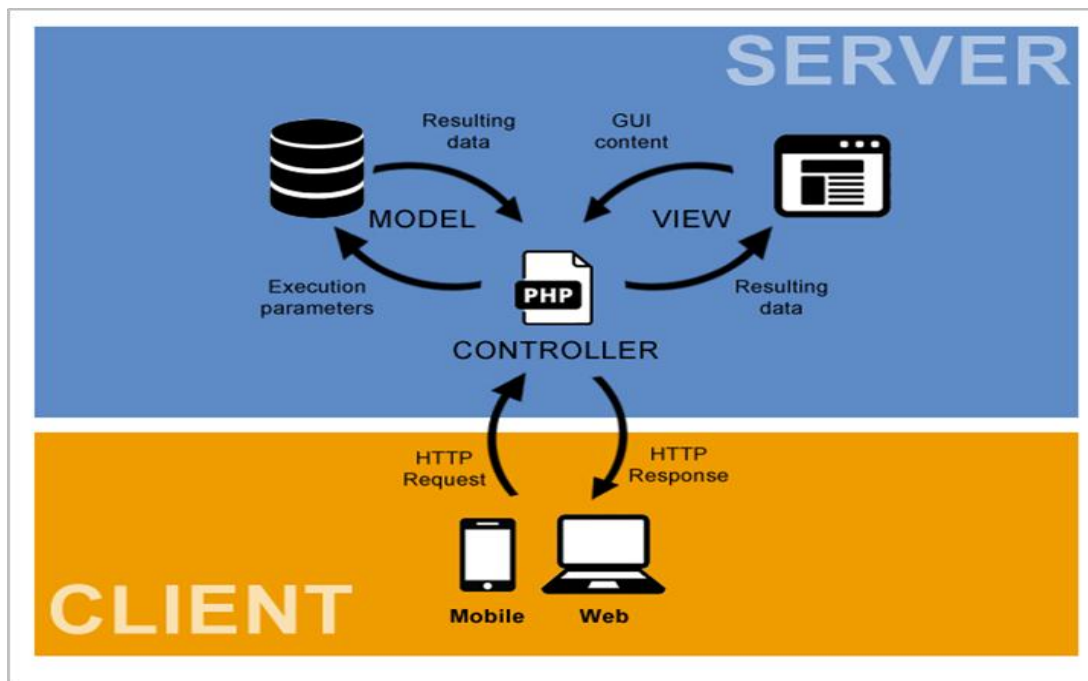 SERVER
Resulting
data
GUI
content
MODEL
VIEW
Execution
parameters
PHP
Resulting
data
CONTROLLER
HTTP
Request
HTTP
Response
CLIENT
Mobile
Web